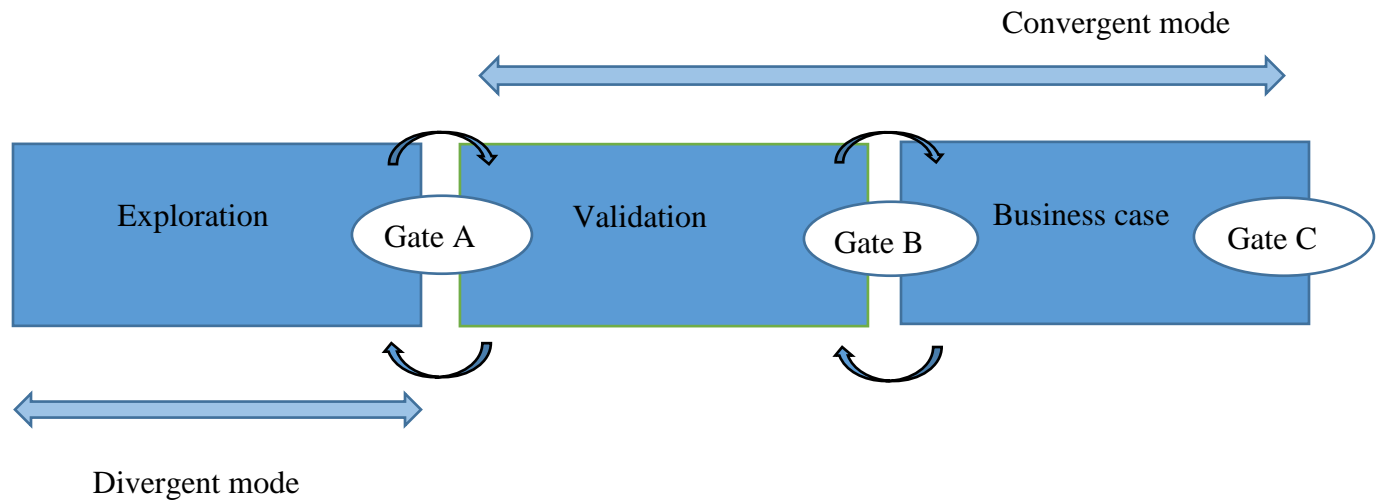 Convergent mode
Exploration
Gate A
Validation
Gate B
Business case
Gate C
Divergent mode